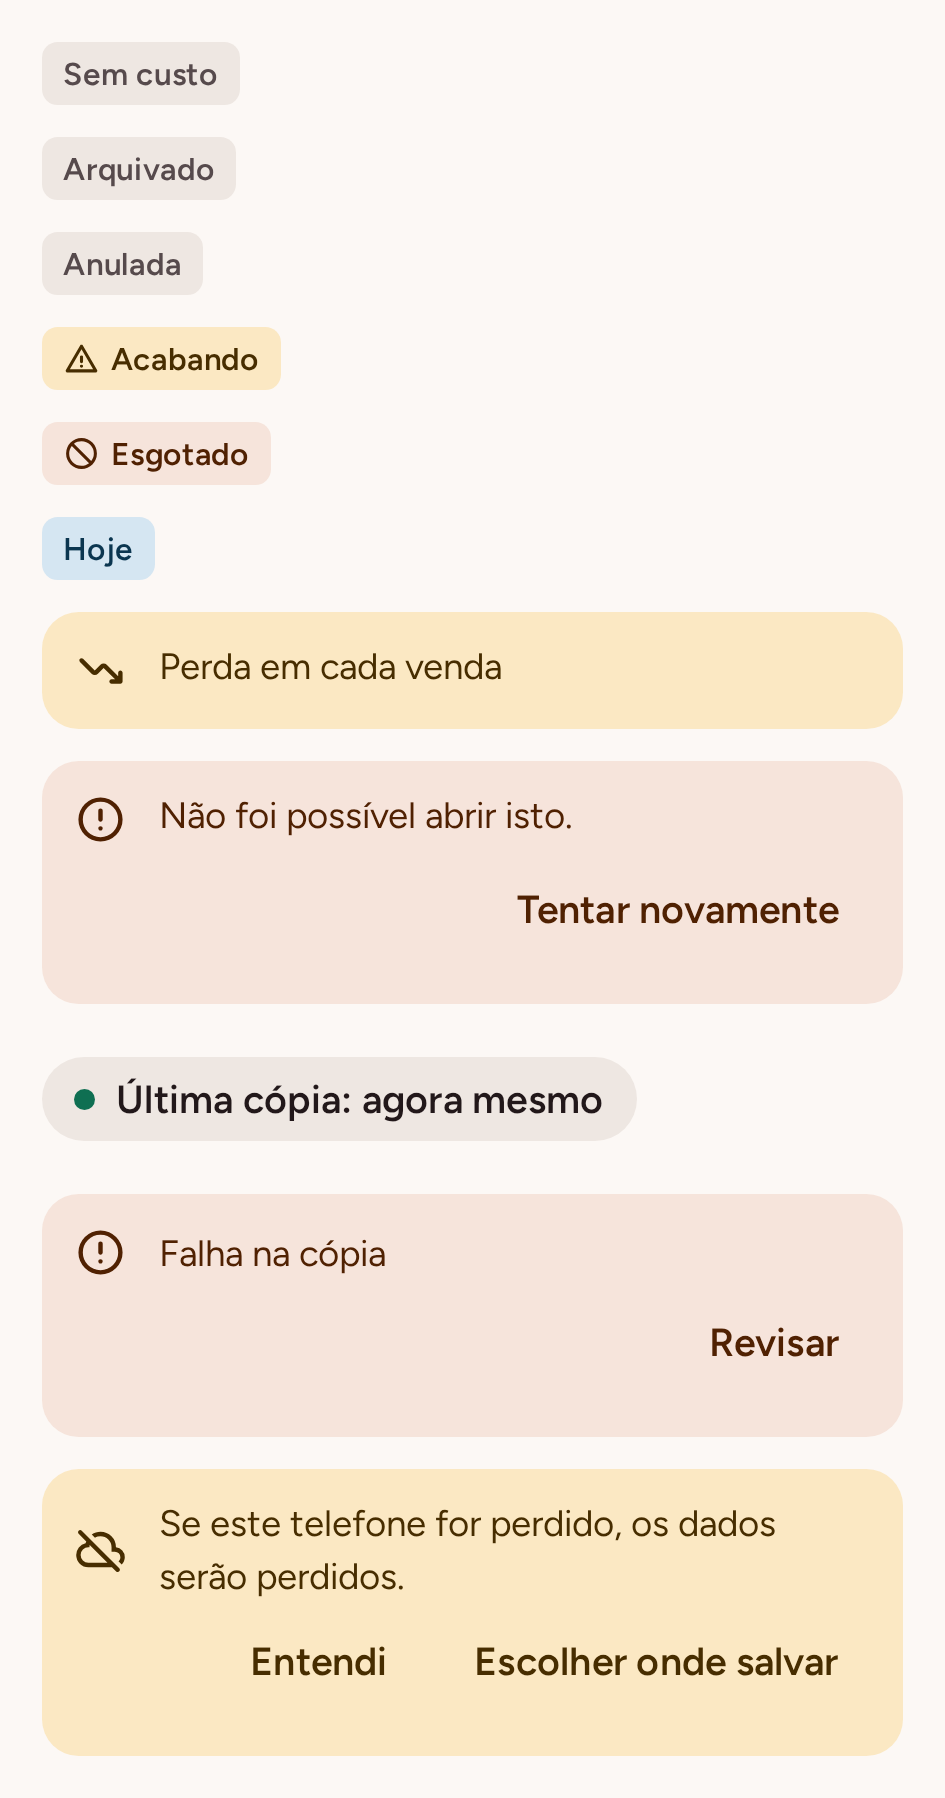 Sem custo
Arquivado
Anulada
Acabando
Esgotado
Hoje
Perda em cada venda
Não foi possível abrir isto.
Tentar novamente
Última cópia: agora mesmo
Falha na cópia
Revisar
Se este telefone for perdido, os dados
serão perdidos.
Entendi Escolher onde salvar